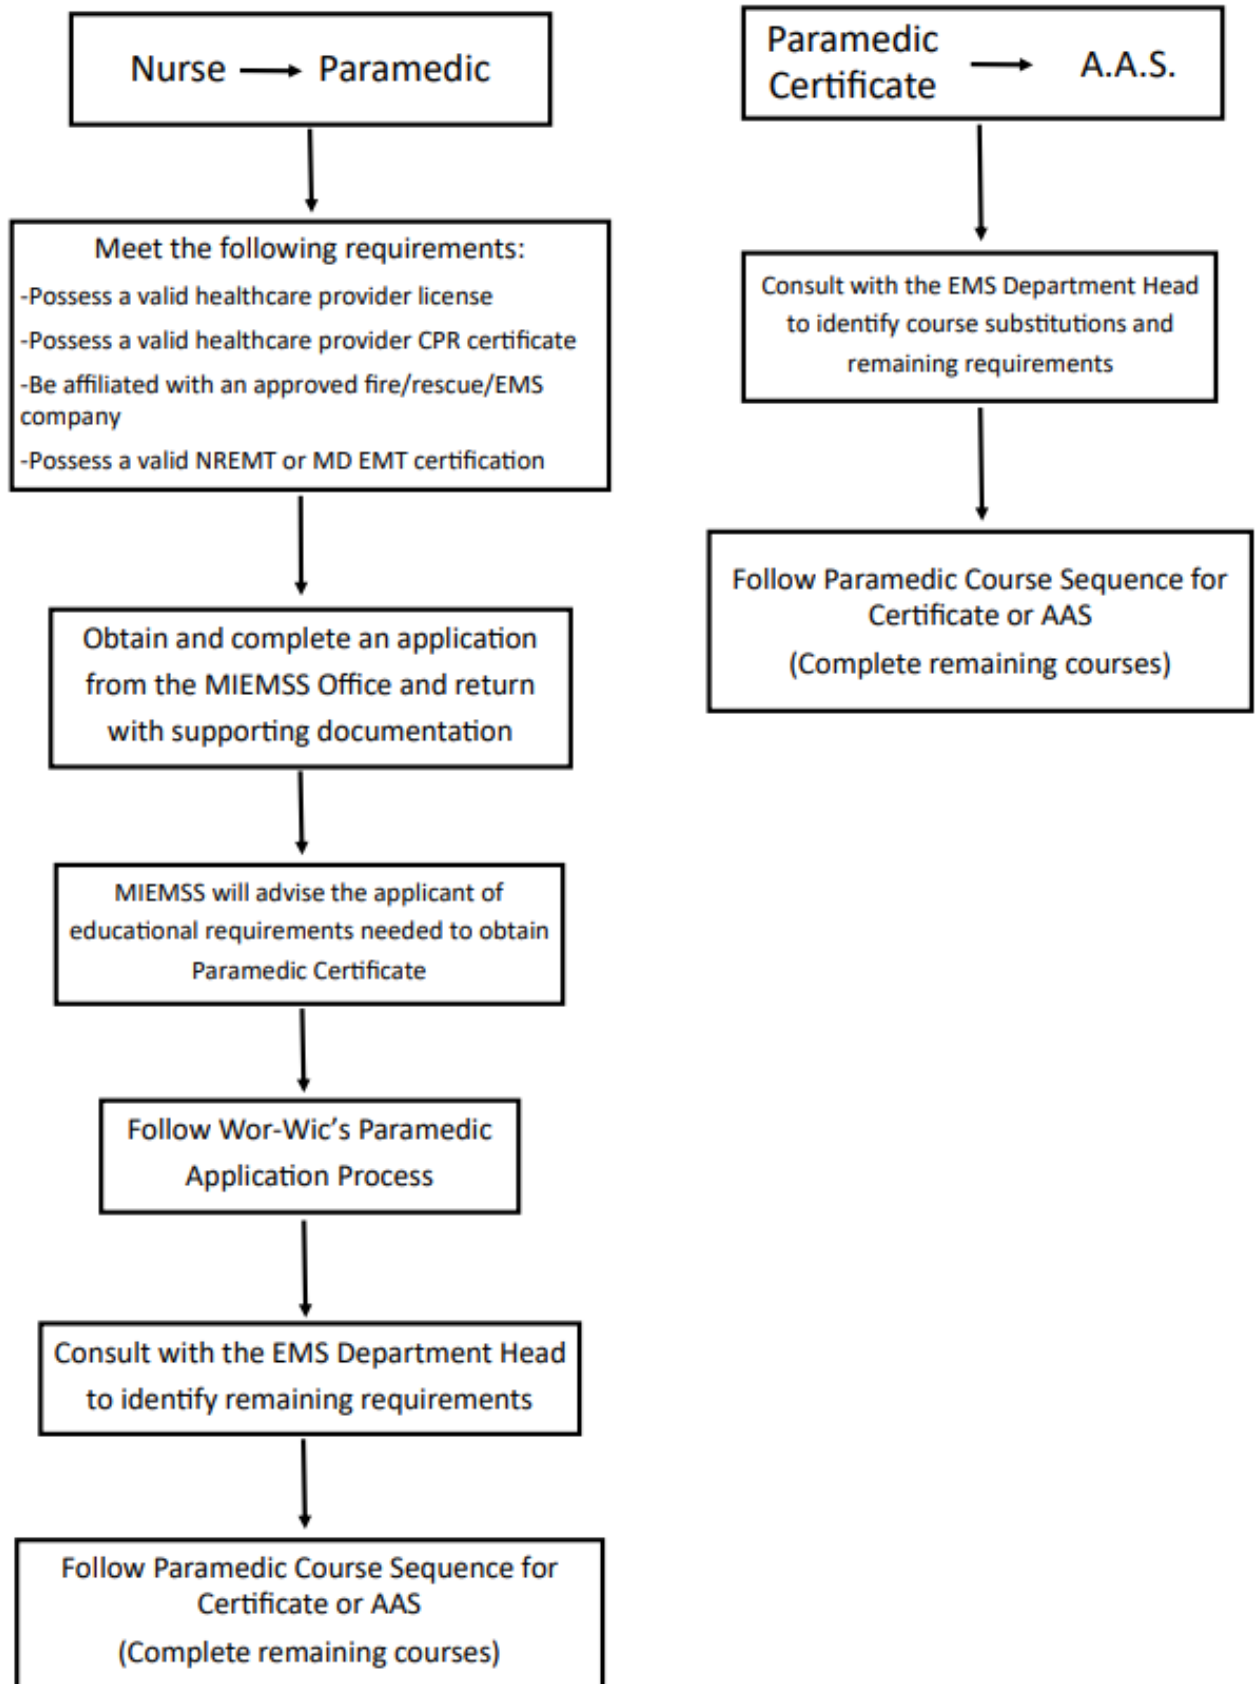 Nurse Paramedic
Meet the following requirements:
-Possess a valid healthcare provider license
-Possess a valid healthcare provider CPR certificate
-Be affiliated with an approved fire/rescue/EMS
company
-Possess a valid NREMT or MD EMT certification
Obtain and complete an application
from the MIEMSS Office and return
with supporting documentation
MIEMSS will advise the applicant of
educational requirements needed to obtain
Paramedic Certificate
Follow Wor-Wic’s Paramedic
Application Process
Consult with the EMS Department Head
to identify remaining requirements
Follow Paramedic Course Sequence for
Certificate or AAS
(Complete remaining courses)
Paramedic
Certificate
A.A.S.
Consult with the EMS Department Head
to identify course substitutions and
remaining requirements
Follow Paramedic Course Sequence for
Certificate or AAS
(Complete remaining courses)